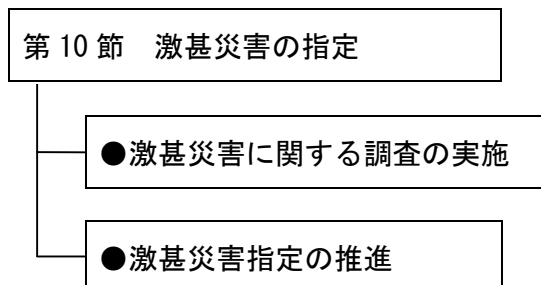 第10節　激甚災害の指定
●激甚災害に関する調査の実施
●激甚災害指定の推進